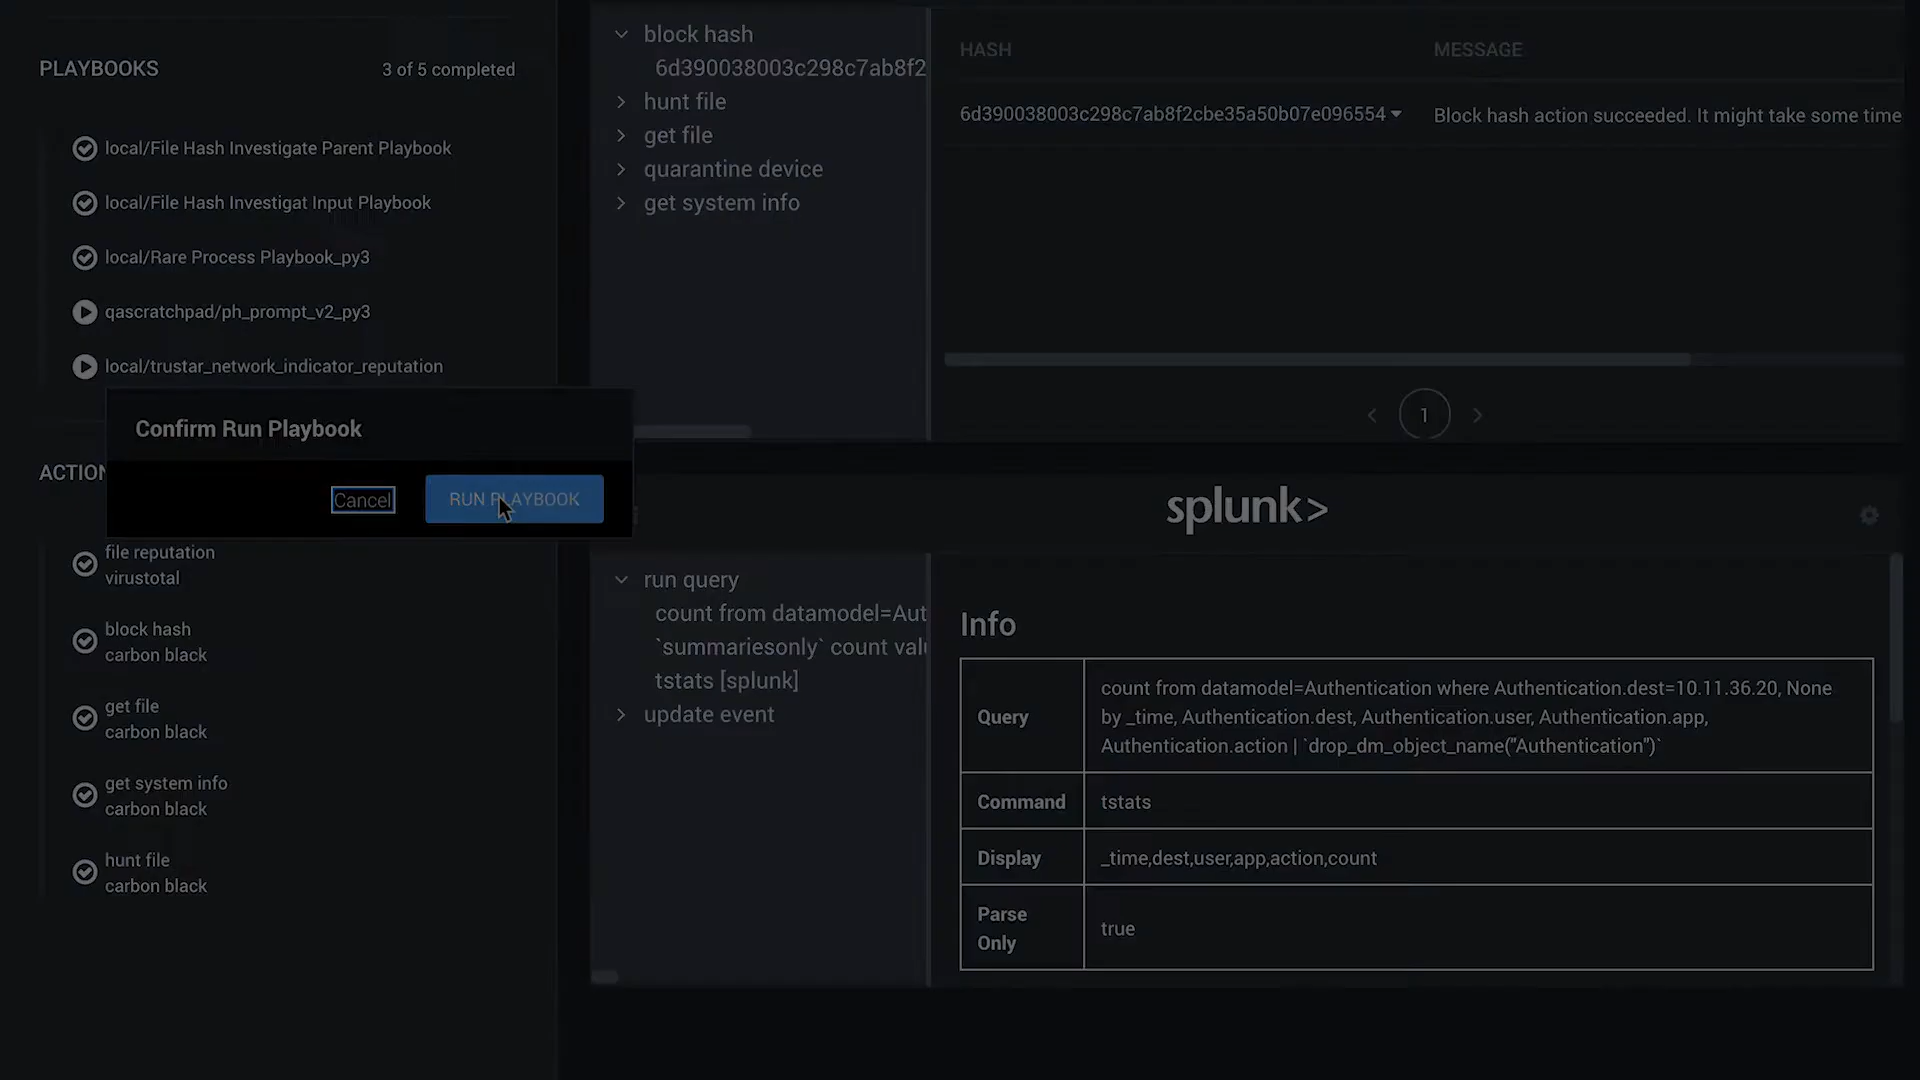 PLAYBOOKS
3 of 5 completed
local/File Hash Investigate Parent Playbook
local/File Hash Investigat Input Playbook
local/Rare Process Playbook_py3
qascratchpad/ph_prompt_v2_py3
local/trustar_network_indicator_reputation
Confirm Run Playbook
Cancel
RUN PLAYBOOK
ACTION
file reputation
virustotal
block hash
carbon black
get file
carbon black
get system info
carbon black
hunt file
carbon black
block hash
6d390038003c298c7ab8f2
hunt file
get file
quarantine device
get system info
HASH
MESSAGE
6d390038003c298c7ab8f2cbe35a50b07e096554
Block hash action succeeded. It might take some time
1
splunk>
run query
count from datamodel=Aut
`summariesonly` count valu
tstats [splunk]
update event
Info
Query
count from datamodel=Authentication where Authentication.dest=10.11.36.20, None
by _time, Authentication.dest, Authentication.user, Authentication.app,
Authentication.action | `drop_dm_object_name("Authentication")`
Command
tstats
Display
_time,dest,user,app,action,count
Parse
Only
true